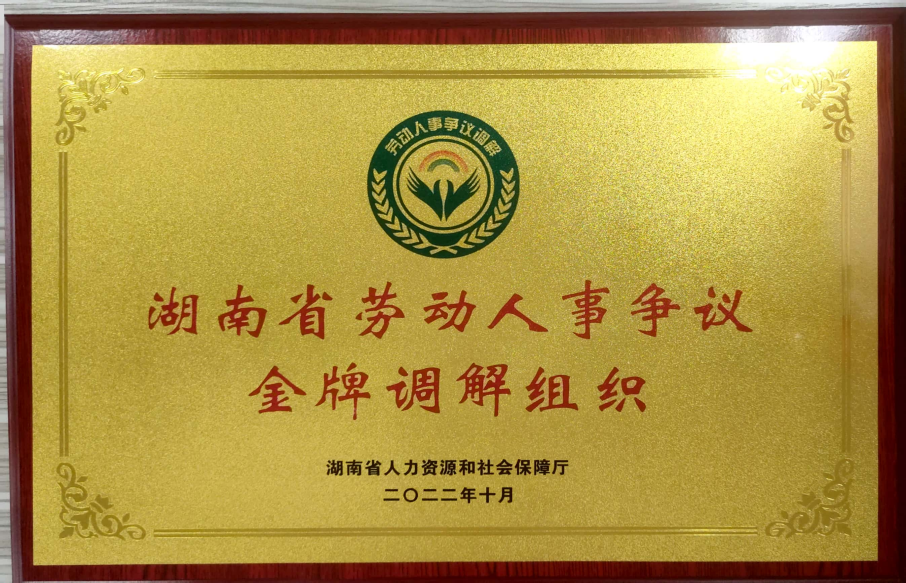 劳动人事争议调解
湖南省劳动人事争议
金牌调解组织
湖南省人力资源和社会保障厅
二〇二二年十月